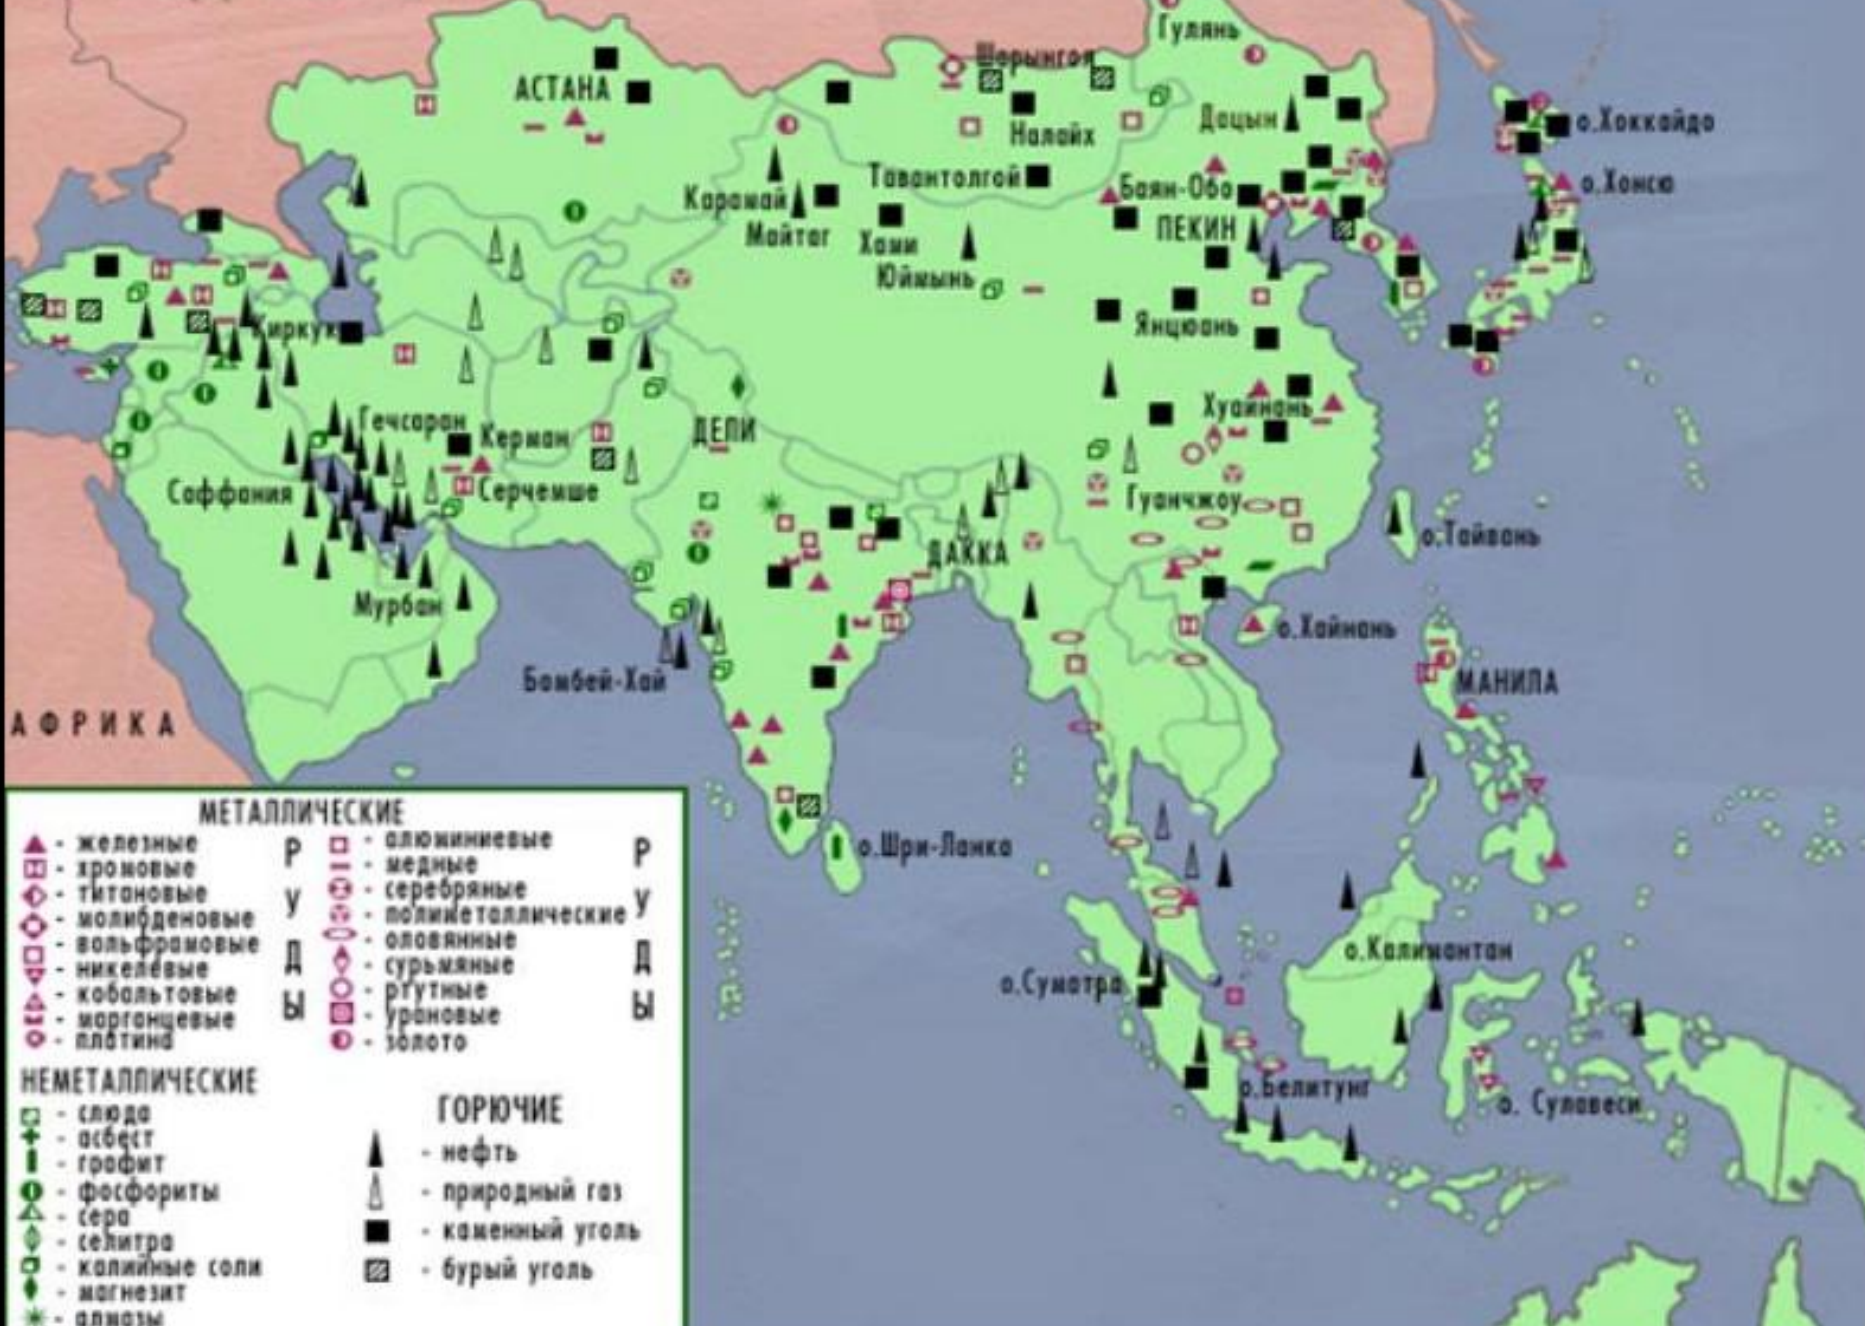 Гулянь
Шарынгол
АСТАНА
Налайх
Дацын
о.Хоккайдо
Тавантолгой
Баян-Обо
о.Хонсю
Карамай
Майтаг
Хами
ПЕКИН
Юймынь
Киркук
Янцюань
Гечсаран
Керман
ДЕЛИ
Хуайнань
Саффания
Серчемше
Гуанчжоу
ДАККА
о.Тайвань
Мурбан
о.Хайнань
Бомбей-Хай
МАНИЛА
АФРИКА
о.Шри-Ланка
о.Калимантан
о.Суматра
о.Белитунг
о. Сулавеси
МЕТАЛЛИЧЕСКИЕ
- железные
- хромовые
- титановые
- молибденовые
- вольфрамовые
- никелевые
- кобальтовые
- марганцевые
- платина
РУДЫ
- алюминиевые
- медные
- серебряные
- полиметаллические
- оловянные
- сурьмяные
- ртутные
- урановые
- золото
РУДЫ
НЕМЕТАЛЛИЧЕСКИЕ
- слюда
- асбест
- графит
- фосфориты
- сера
- селитра
- калийные соли
- магнезит
- алмазы
ГОРЮЧИЕ
- нефть
- природный газ
- каменный уголь
- бурый уголь